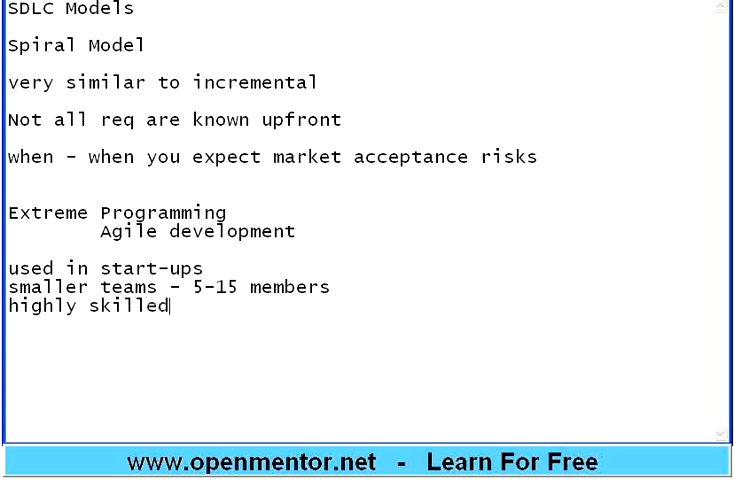 SDLC Models
Spiral Model
very similar to incremental
Not all req are known upfront
when - when you expect market acceptance risks
Extreme Programming
Agile development
used in start-ups
smaller teams - 5-15 members
highly skilled
www.openmentor.net - Learn For Free